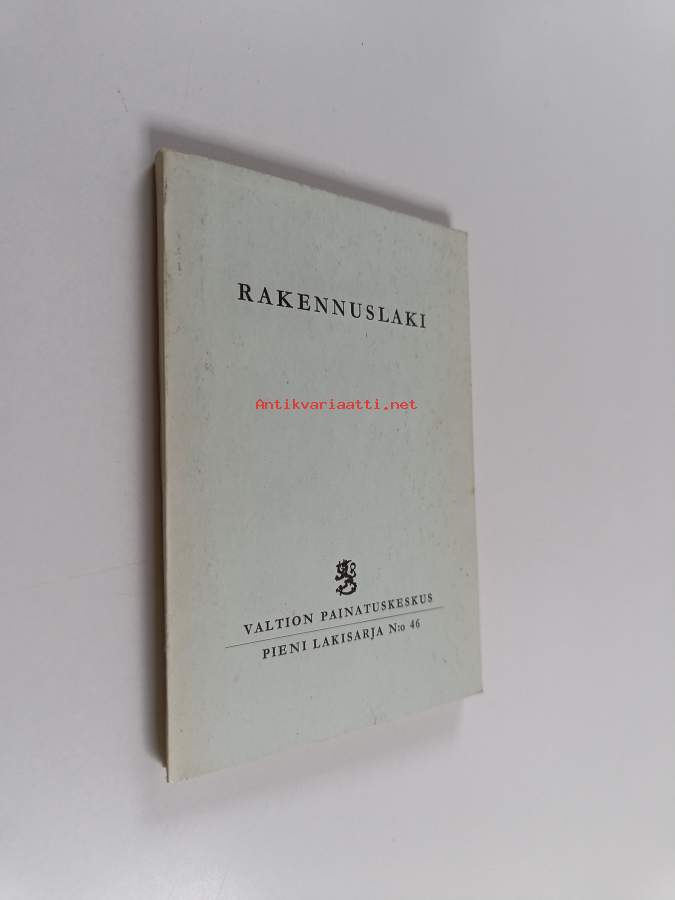 RAKENNUSLAKI
Antikvariaatti.net
VALTION PAINATUSKESKUS
PIENI LAKISARJA N:o 46